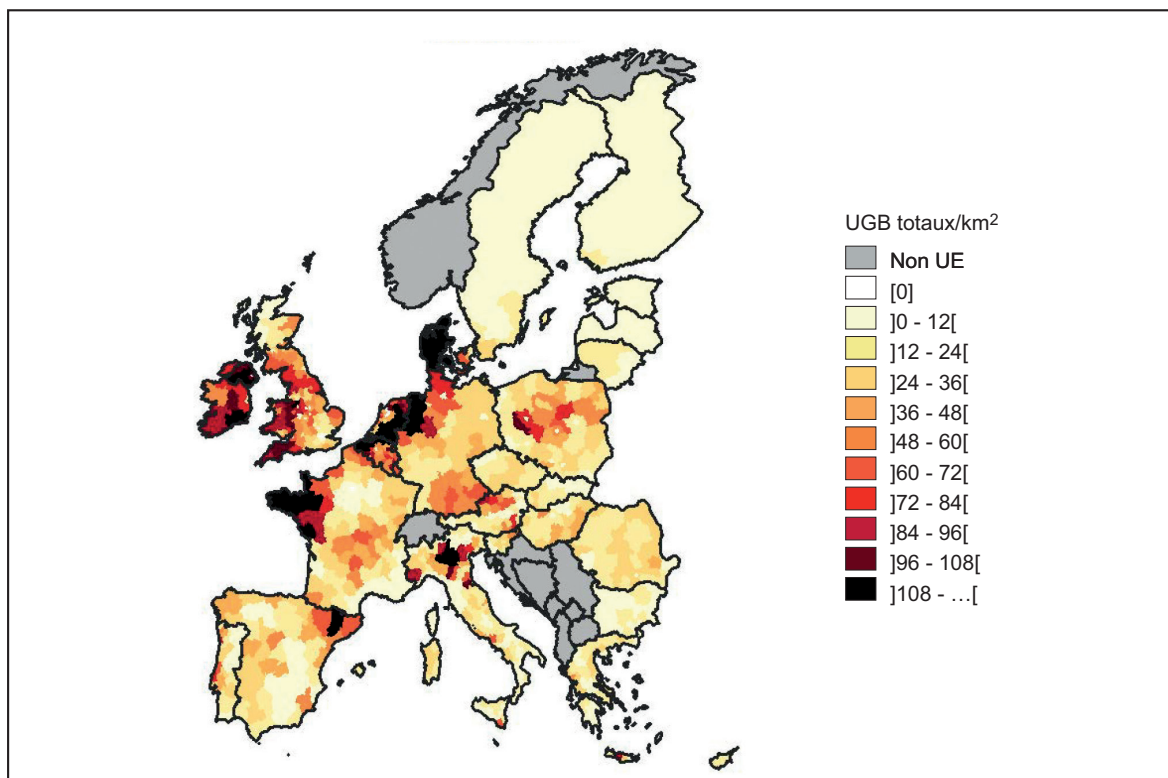 UGB totaux/km²
Non UE
[0]
]0 - 12[
]12 - 24[
]24 - 36[
]36 - 48[
]48 - 60[
]60 - 72[
]72 - 84[
]84 - 96[
]96 - 108[
]108 - …[